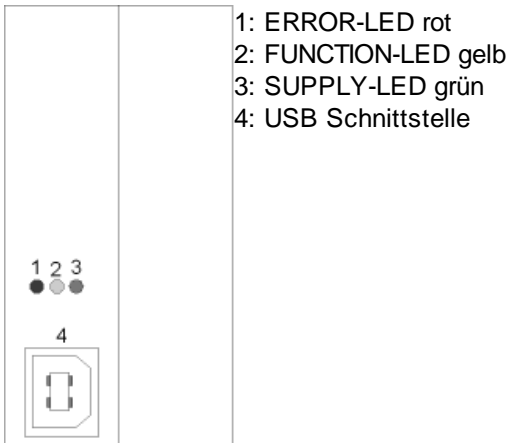 1: ERROR-LED rot
2: FUNCTION-LED gelb
3: SUPPLY-LED grün
4: USB Schnittstelle
1 2 3
4